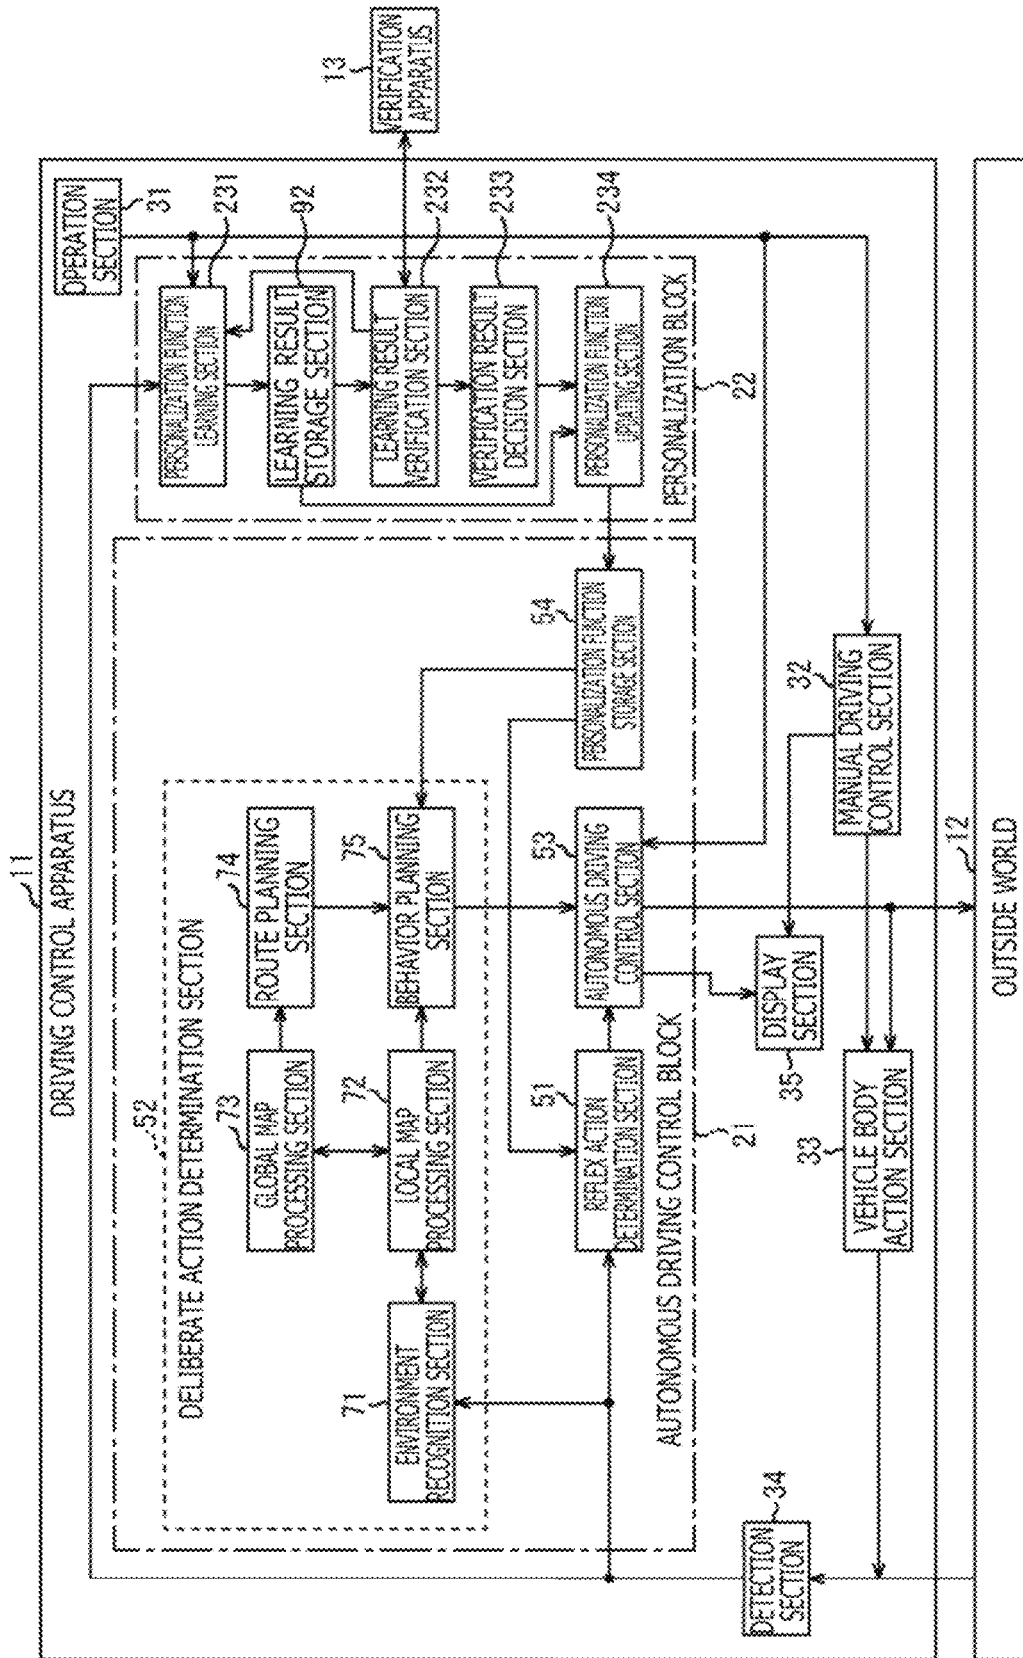 11
DRIVING CONTROL APPARATUS
52
DELIBERATE ACTION DETERMINATION SECTION
73
GLOBAL MAP
PROCESSING SECTION
74
ROUTE PLANNING
SECTION
71
ENVIRONMENT
RECOGNITION SECTION
72
LOCAL MAP
PROCESSING SECTION
75
BEHAVIOR PLANNING
SECTION
51
REFLEX ACTION
DETERMINATION SECTION
53
AUTONOMOUS DRIVING
CONTROL SECTION
54
PERSONALIZATION FUNCTION
STORAGE SECTION
AUTONOMOUS DRIVING CONTROL BLOCK
21
OPERATION
SECTION
31
PERSONALIZATION FUNCTION
LEARNING SECTION
231
LEARNING RESULT
STORAGE SECTION
92
LEARNING RESULT
VERIFICATION SECTION
232
VERIFICATION RESULT
DECISION SECTION
233
PERSONALIZATION FUNCTION
UPDATING SECTION
234
PERSONALIZATION BLOCK
22
13
VERIFICATION
APPARATUS
34
DETECTION
SECTION
33
VEHICLE BODY
ACTION SECTION
35
DISPLAY
SECTION
32
MANUAL DRIVING
CONTROL SECTION
12
OUTSIDE WORLD